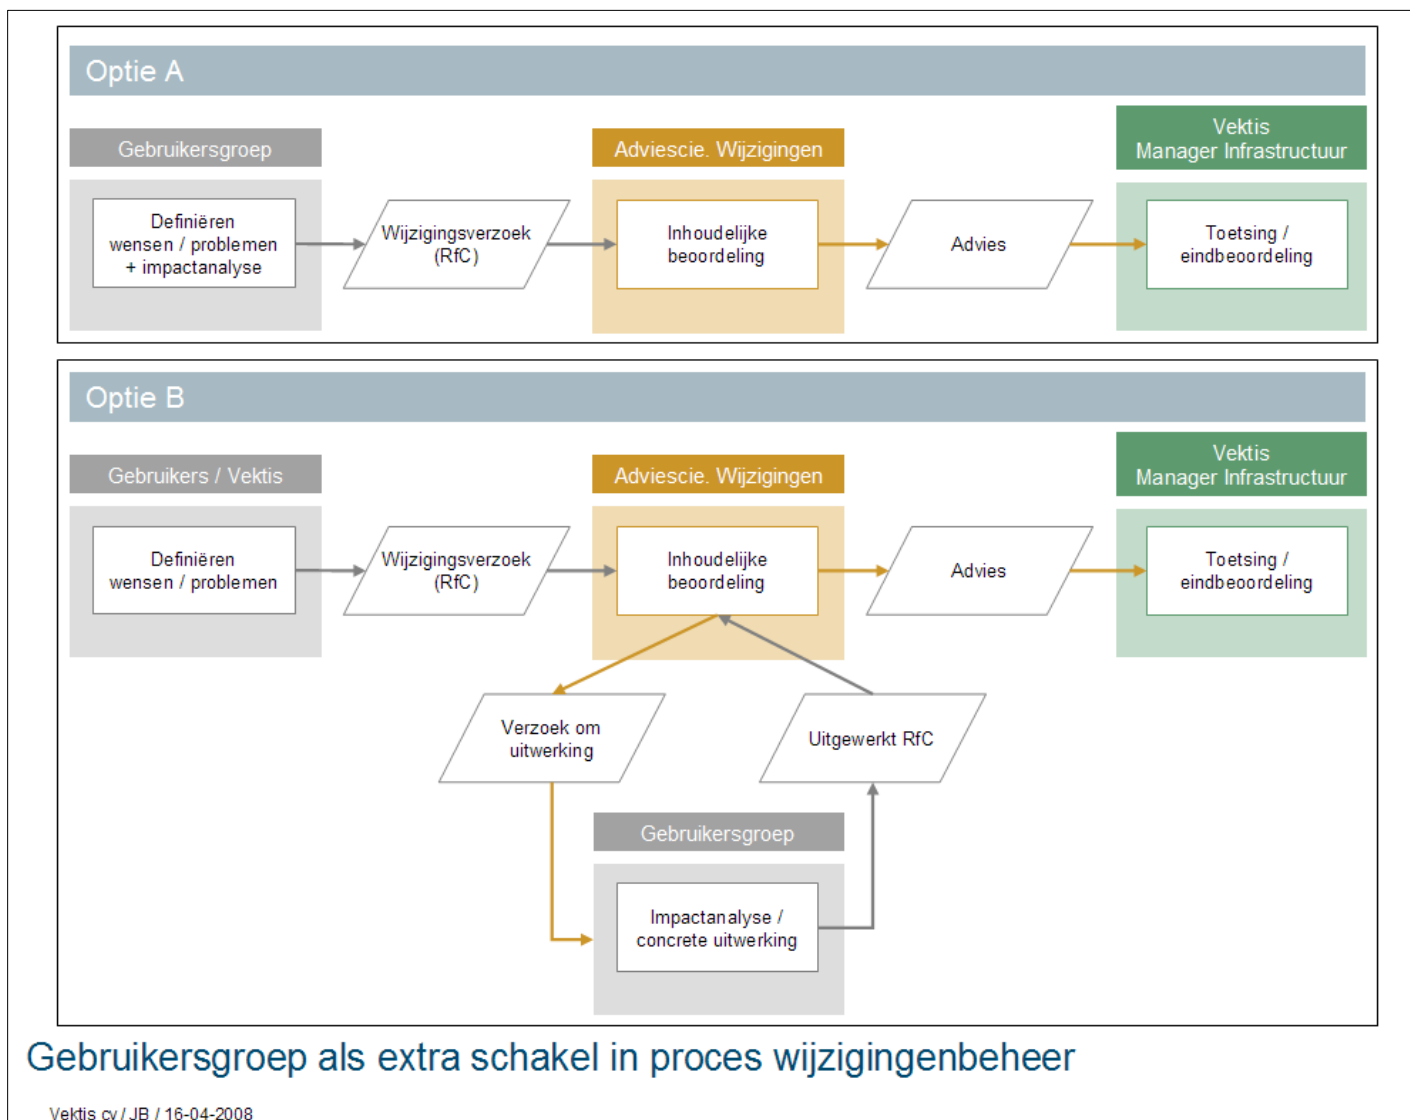 Optie A
Gebruikersgroep
Adviescie. Wijzigingen
Vektis
Manager Infrastructuur
Definiëren
wensen / problemen
+ impactanalyse
Wijzigingsverzoek
(RfC)
Inhoudelijke
beoordeling
Advies
Toetsing /
eindbeoordeling
Optie B
Gebruikers / Vektis
Adviescie. Wijzigingen
Vektis
Manager Infrastructuur
Definiëren
wensen / problemen
Wijzigingsverzoek
(RfC)
Inhoudelijke
beoordeling
Advies
Toetsing /
eindbeoordeling
Verzoek om
uitwerking
Uitgewerkt RfC
Gebruikersgroep
Impactanalyse /
concrete uitwerking
Gebruikersgroep als extra schakel in proces wijzigingenbeheer
Vektis cv / JB / 16-04-2008